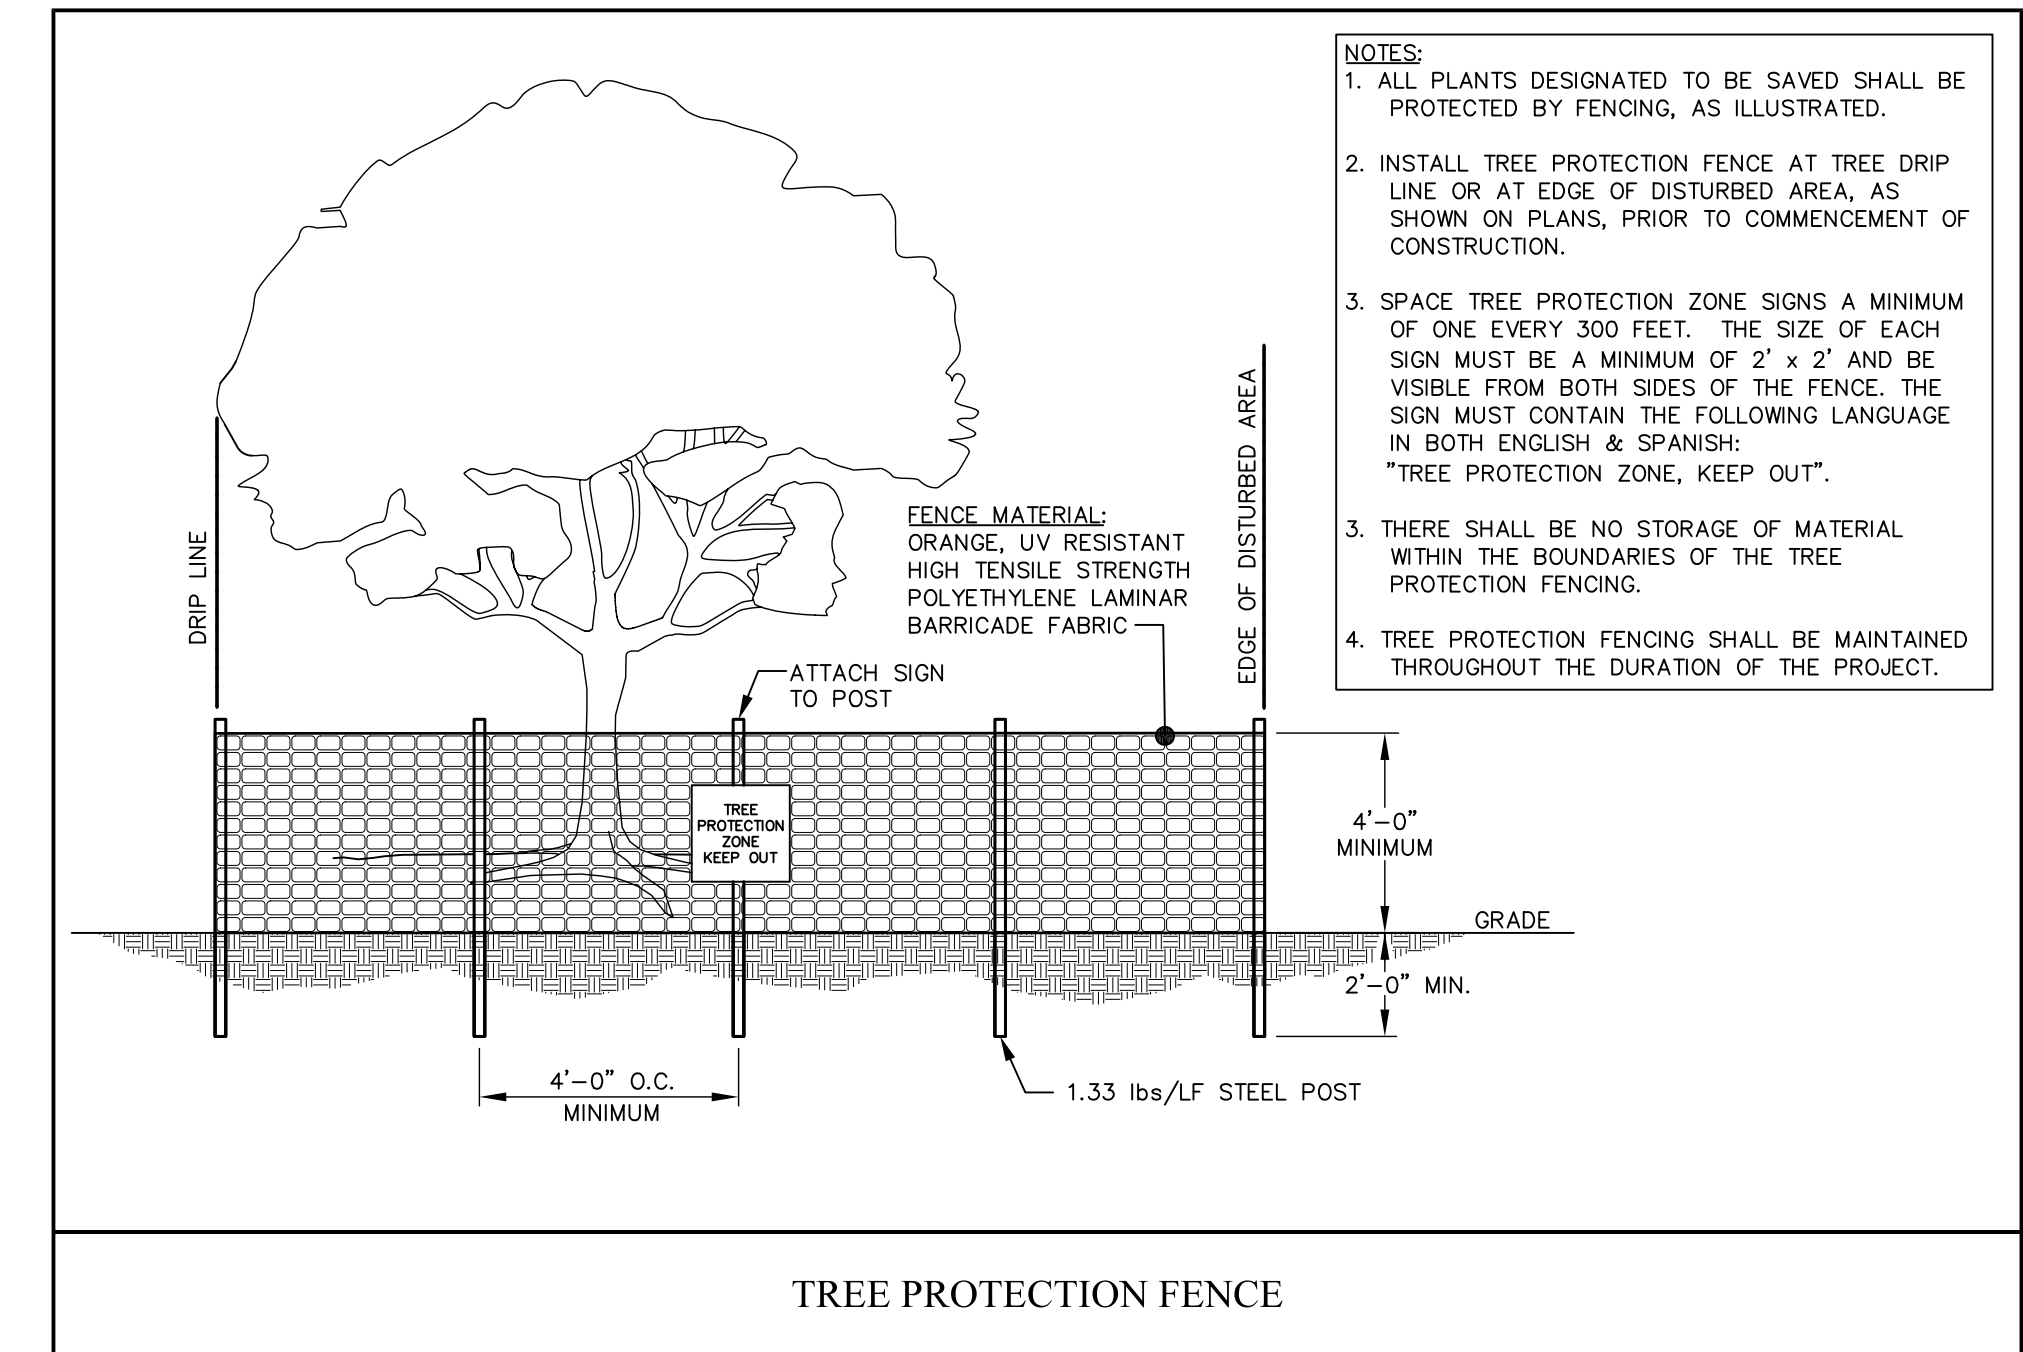 NOTES:
1. ALL PLANTS DESIGNATED TO BE SAVED SHALL BE
PROTECTED BY FENCING, AS ILLUSTRATED.
2. INSTALL TREE PROTECTION FENCE AT TREE DRIP
LINE OR AT EDGE OF DISTURBED AREA, AS
SHOWN ON PLANS, PRIOR TO COMMENCEMENT OF
CONSTRUCTION.
3. SPACE TREE PROTECTION ZONE SIGNS A MINIMUM
OF ONE EVERY 300 FEET.  THE SIZE OF EACH
SIGN MUST BE A MINIMUM OF 2' x 2' AND BE
VISIBLE FROM BOTH SIDES OF THE FENCE. THE
SIGN MUST CONTAIN THE FOLLOWING LANGUAGE
IN BOTH ENGLISH & SPANISH:
"TREE PROTECTION ZONE, KEEP OUT".
3. THERE SHALL BE NO STORAGE OF MATERIAL
WITHIN THE BOUNDARIES OF THE TREE
PROTECTION FENCING.
4. TREE PROTECTION FENCING SHALL BE MAINTAINED
THROUGHOUT THE DURATION OF THE PROJECT.
DRIP LINE
EDGE OF DISTURBED AREA
FENCE MATERIAL:
ORANGE, UV RESISTANT
HIGH TENSILE STRENGTH
POLYETHYLENE LAMINAR
BARRICADE FABRIC
ATTACH SIGN
TO POST
TREE
PROTECTION
ZONE
KEEP OUT
4'-0"
MINIMUM
GRADE
2'-0" MIN.
4'-0" O.C.
MINIMUM
1.33 lbs/LF STEEL POST
TREE PROTECTION FENCE